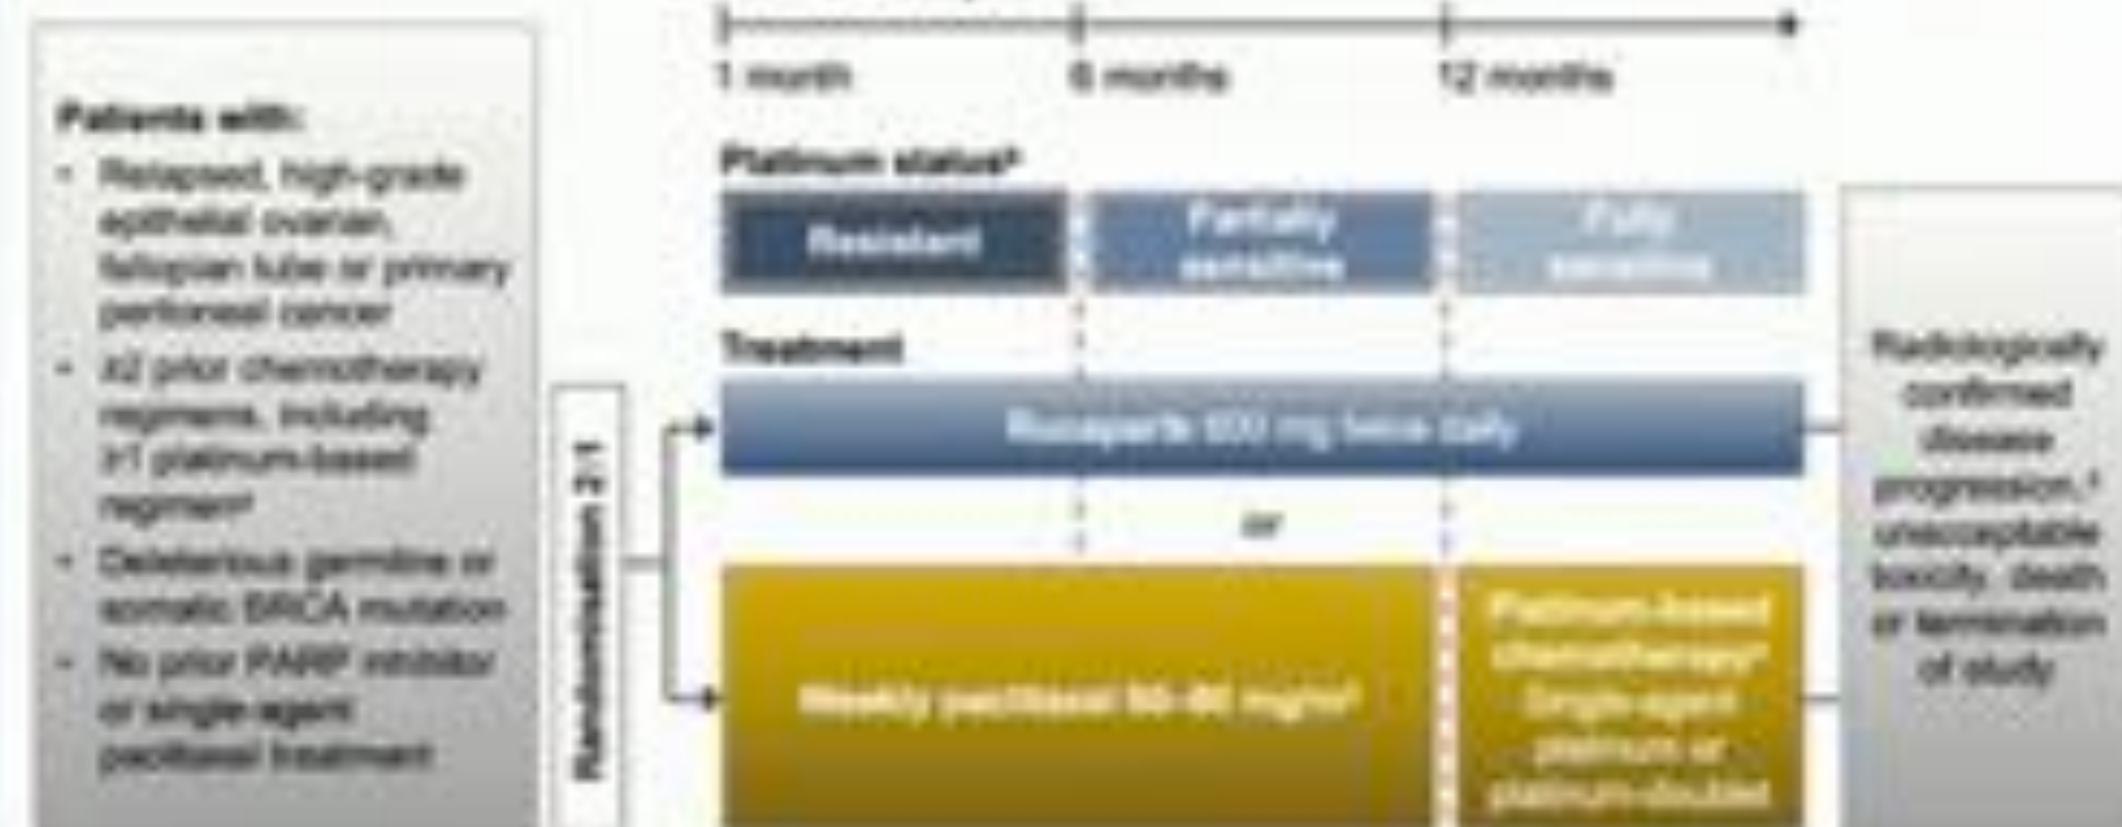 1 month
6 months
12 months
Patients with:
• Relapsed, high-grade
epithelial ovarian,
fallopian tube or primary
peritoneal cancer
• ≥2 prior chemotherapy
regimens, including
≥1 platinum-based
regimen
• Deleterious germline or
somatic BRCA mutation
• No prior PARP inhibitor
or single-agent
paclitaxel treatment
Randomisation 2:1
Platinum status
Resistant
Partially
sensitive
Fully
sensitive
Treatment
Rucaparib 600 mg twice daily
or
Weekly paclitaxel mg/m²
Platinum-based
chemotherapy
Single-agent
platinum or
platinum-doublet
Radiologically
confirmed
disease
progression,
unacceptable
toxicity, death
or termination
of study